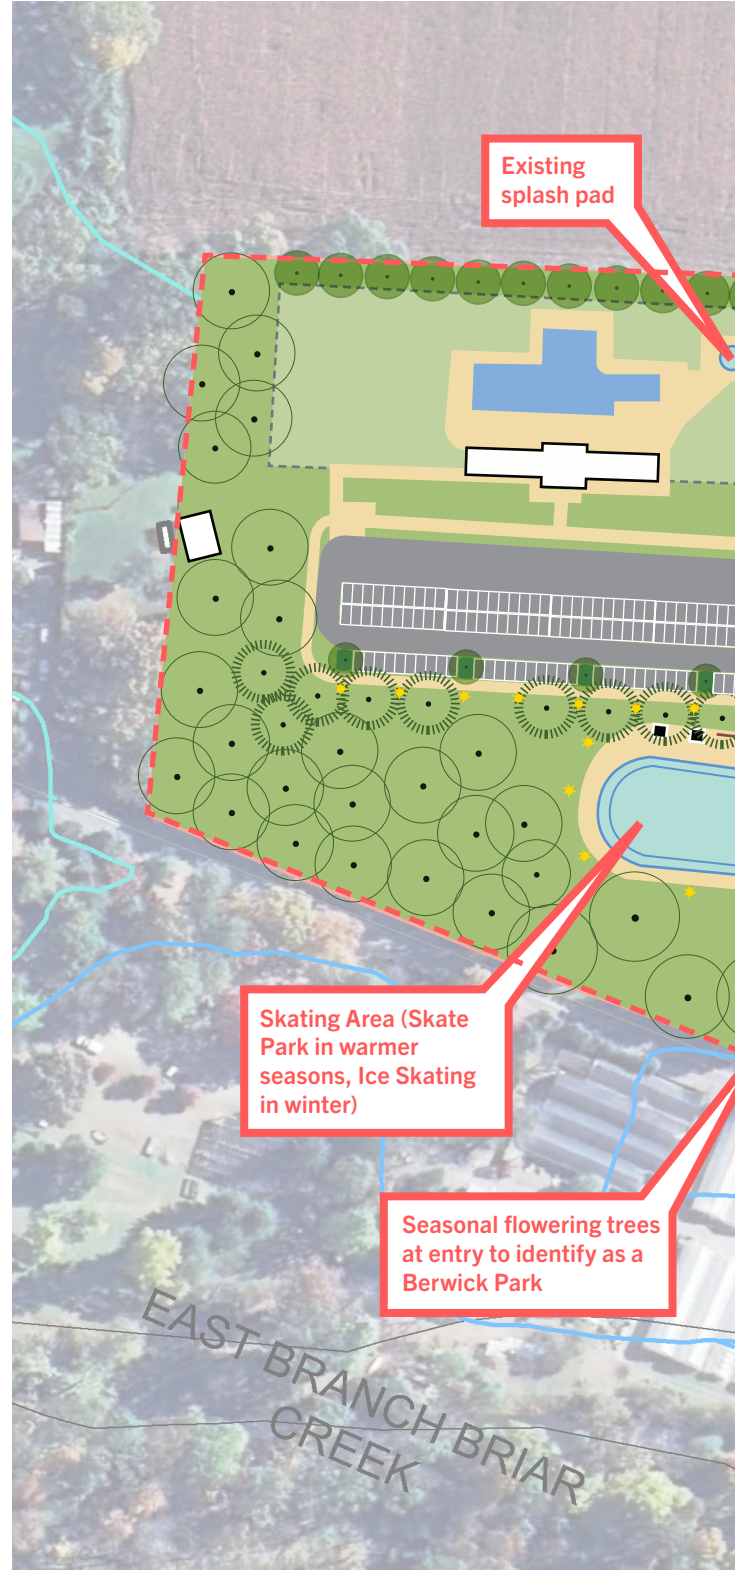 Existing
splash pad
Skating Area (Skate
Park in warmer
seasons, Ice Skating
in winter)
Seasonal flowering trees
at entry to identify as a
Berwick Park
EAST BRANCH BRIAR
CREEK